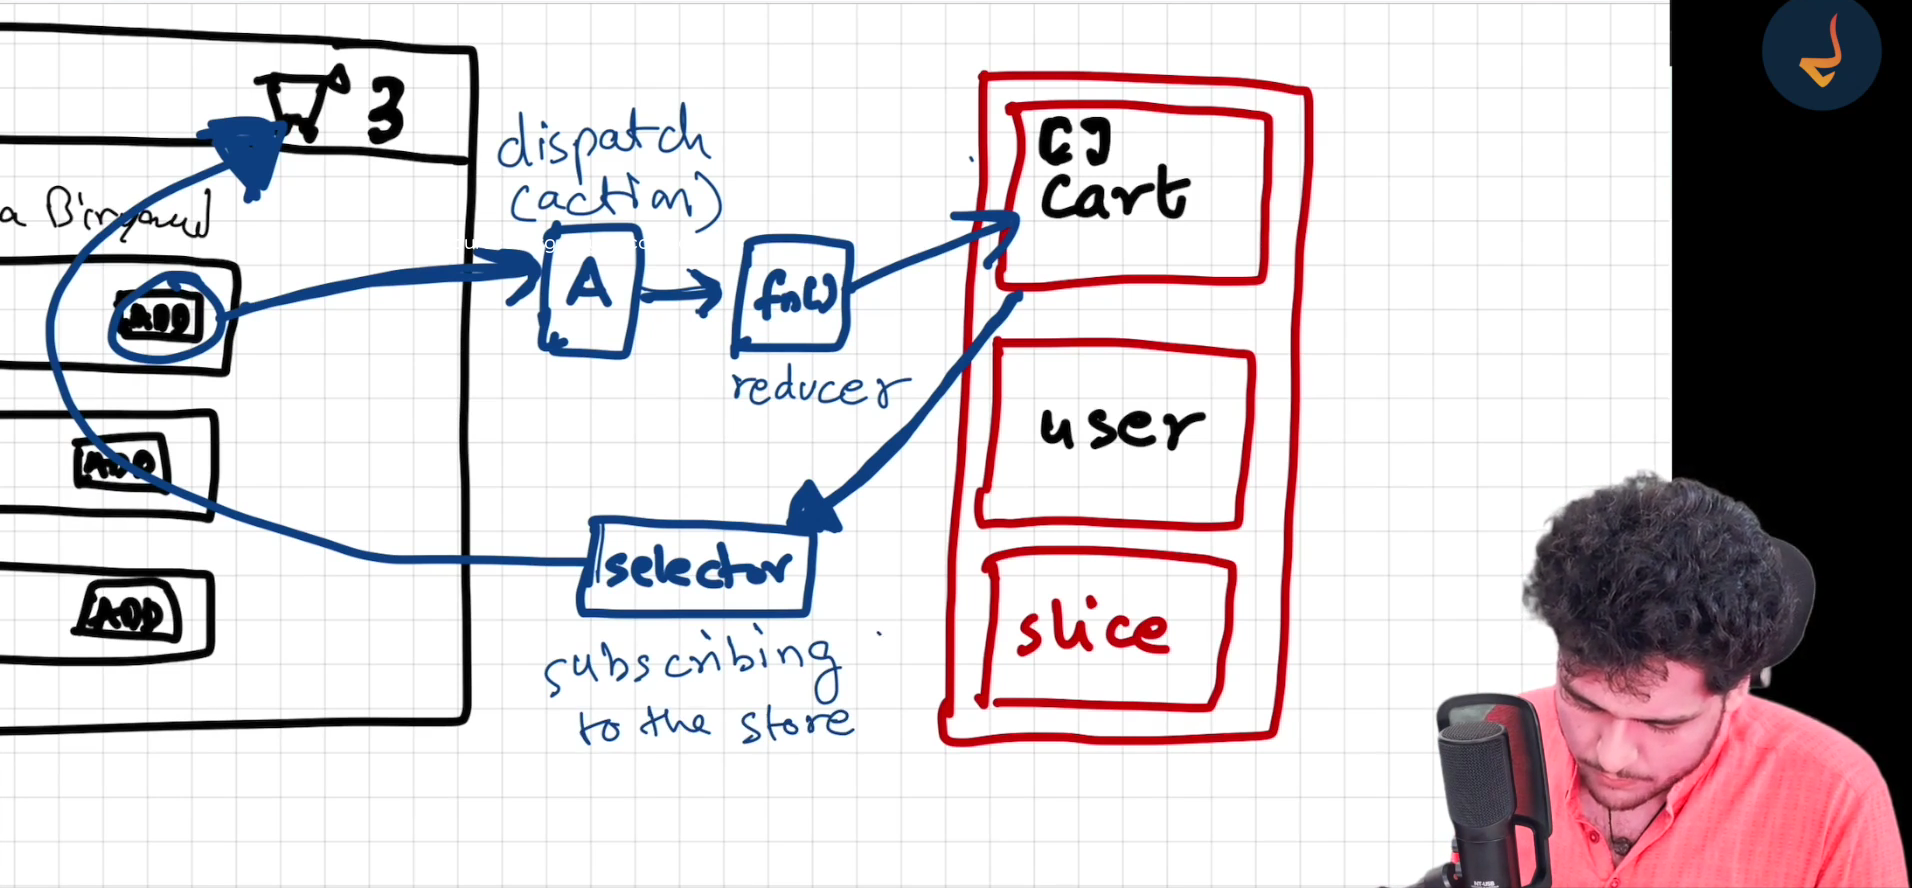 3
dispatch
(action)
a Biryani
A
fn()
reducer
ADD
ADD
ADD
selector
subscribing
to the store
[]
Cart
user
slice